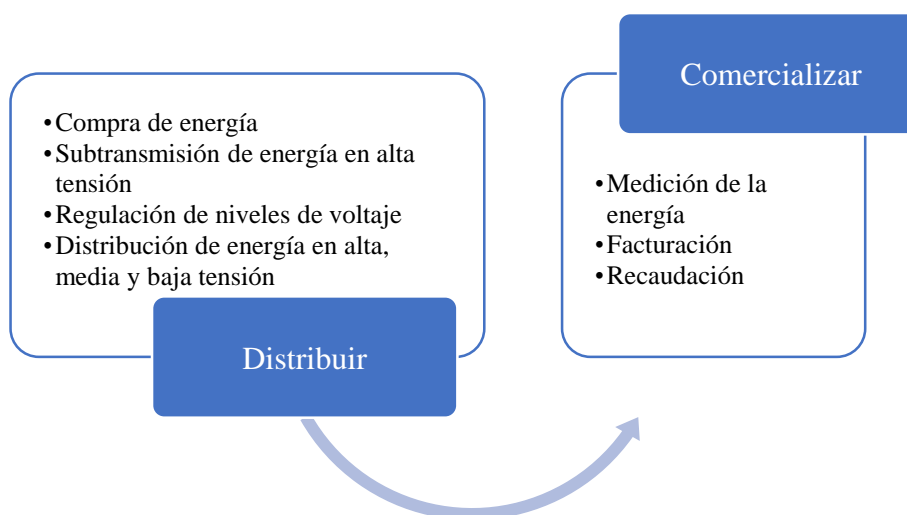 •Compra de energía
•Subtransmisión de energía en alta
tensión
•Regulación de niveles de voltaje
•Distribución de energía en alta,
media y baja tensión
Distribuir
Comercializar
•Medición de la
energía
•Facturación
•Recaudación